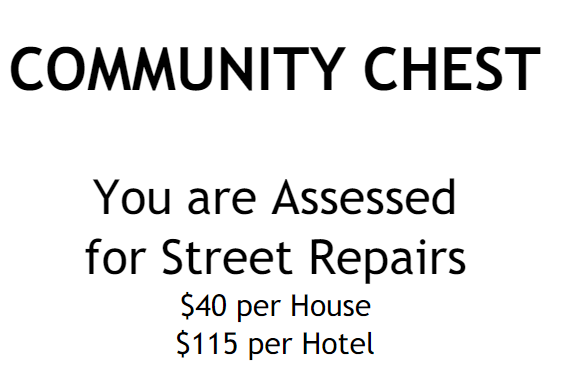 COMMUNITY CHEST
You are Assessed
for Street Repairs
$40 per House
$115 per Hotel